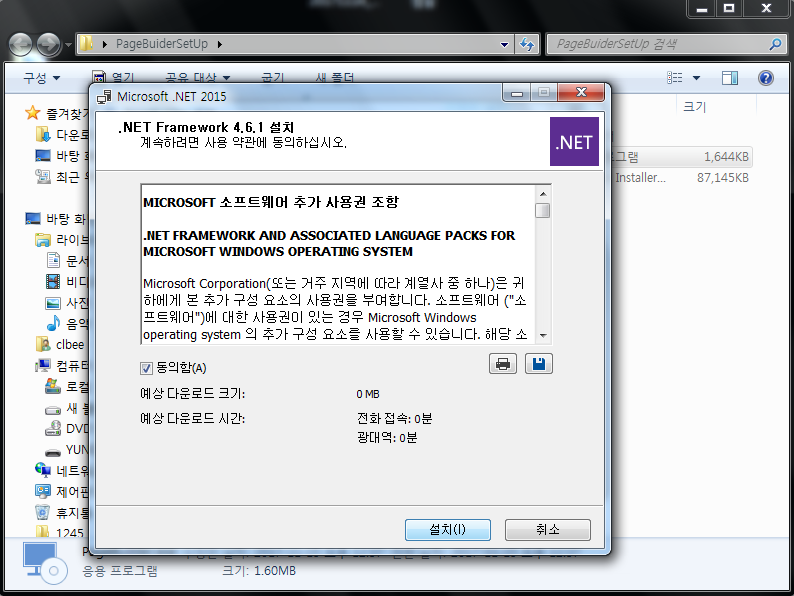 PageBuiderSetUp
PageBuiderSetUp 검색
구성
열기
공유 대상
굽기
새 폴더
Microsoft .NET 2015
크기
즐겨찾기
.NET Framework 4.6.1 설치
계속하려면 사용 약관에 동의하십시오.
.NET
다운로
바탕 화
최근
그램
1,644KB
Installer...
87,145KB
MICROSOFT 소프트웨어 추가 사용권 조항
.NET FRAMEWORK AND ASSOCIATED LANGUAGE PACKS FOR
MICROSOFT WINDOWS OPERATING SYSTEM
Microsoft Corporation(또는 거주 지역에 따라 계열사 중 하나)은 귀
하에게 본 추가 구성 요소의 사용권을 부여합니다. 소프트웨어 ("소
프트웨어")에 대한 사용권이 있는 경우 Microsoft Windows
operating system 의 추가 구성 요소를 사용할 수 있습니다. 해당 소
바탕 화
라이브
문서
비디
사진
음악
clbee
컴퓨터
로컬
새 볼
DVD
YUN
네트워
제어판
휴지통
1245
동의함(A)
예상 다운로드 크기:
0 MB
예상 다운로드 시간:
전화 접속: 0분
광대역: 0분
설치(I)
취소
응용 프로그램
크기: 1.60MB